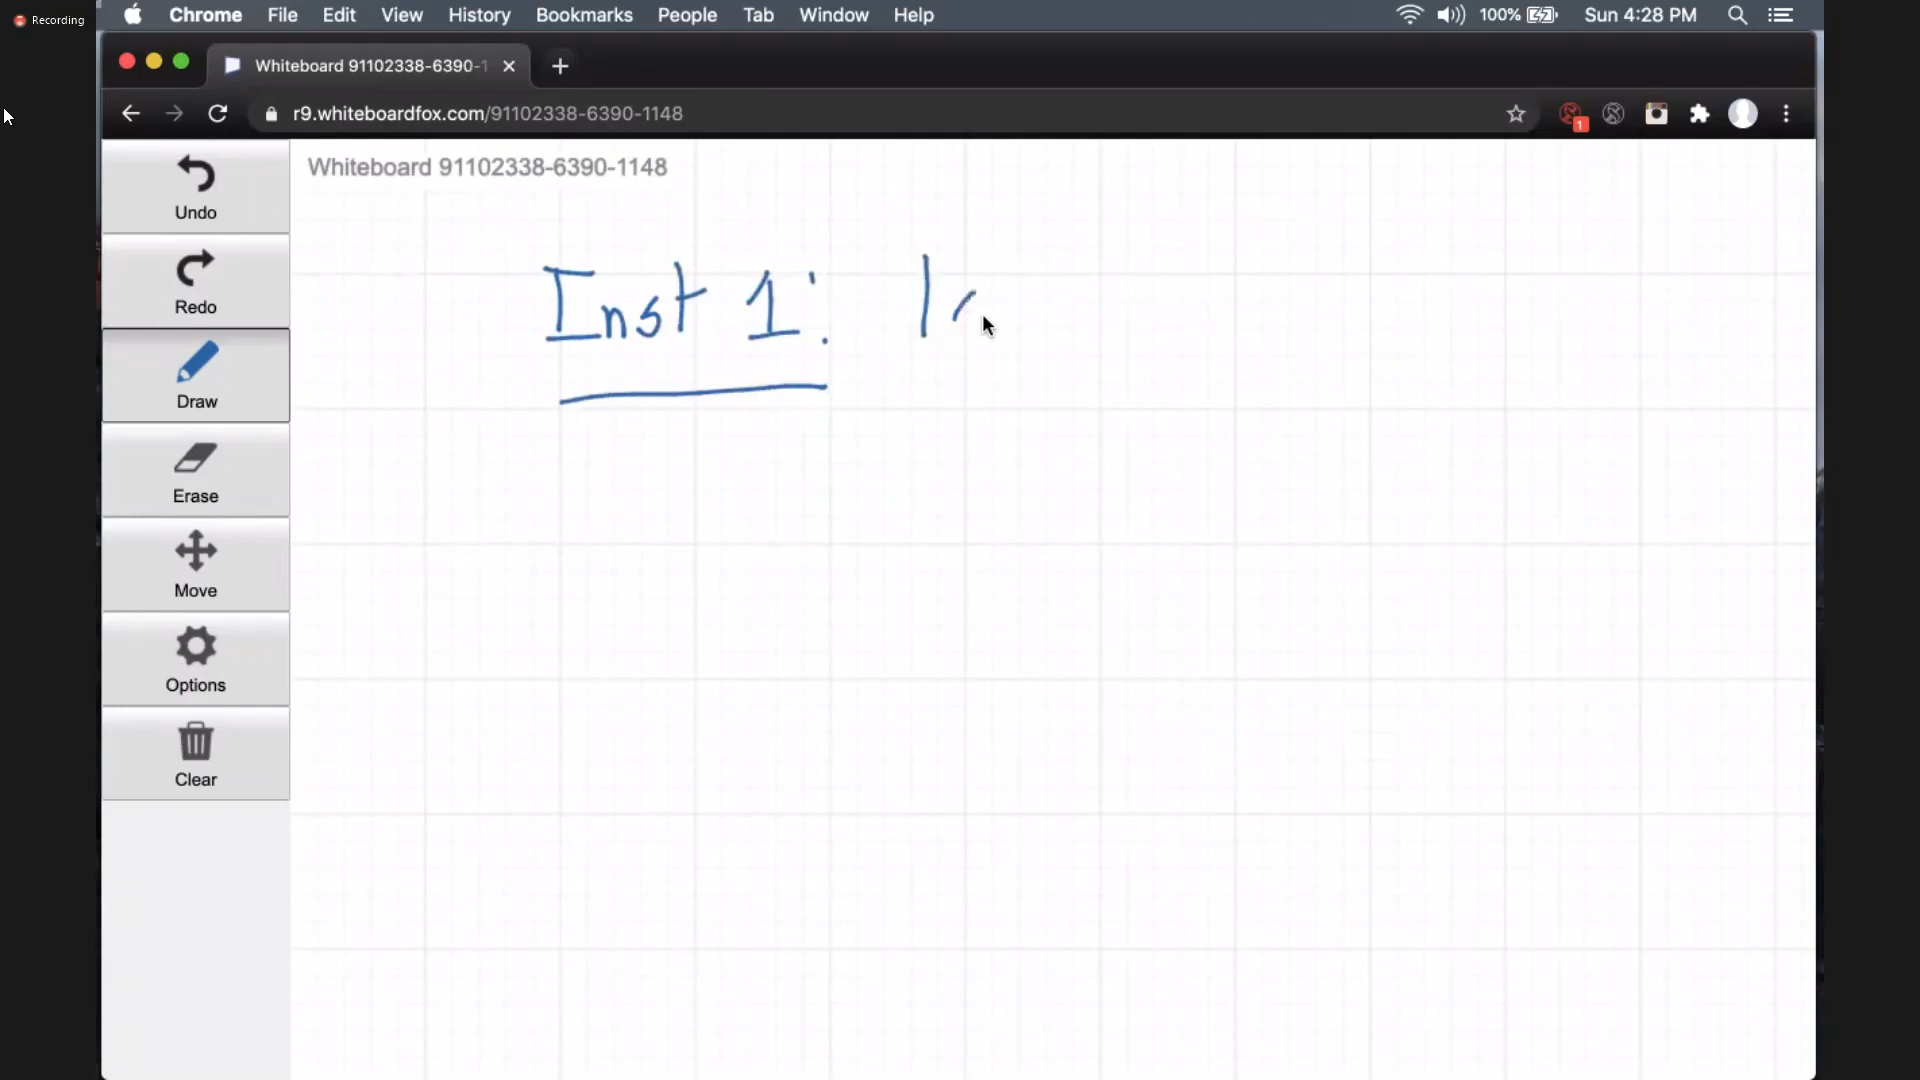 Recording
Chrome File Edit View History Bookmarks People Tab Window Help 100% Sun 4:28 PM
Whiteboard 91102338-6390-1
r9.whiteboardfox.com/91102338-6390-1148
1
Whiteboard 91102338-6390-1148
Undo
Redo
Draw
Erase
Move
Options
Clear
Inst 1: